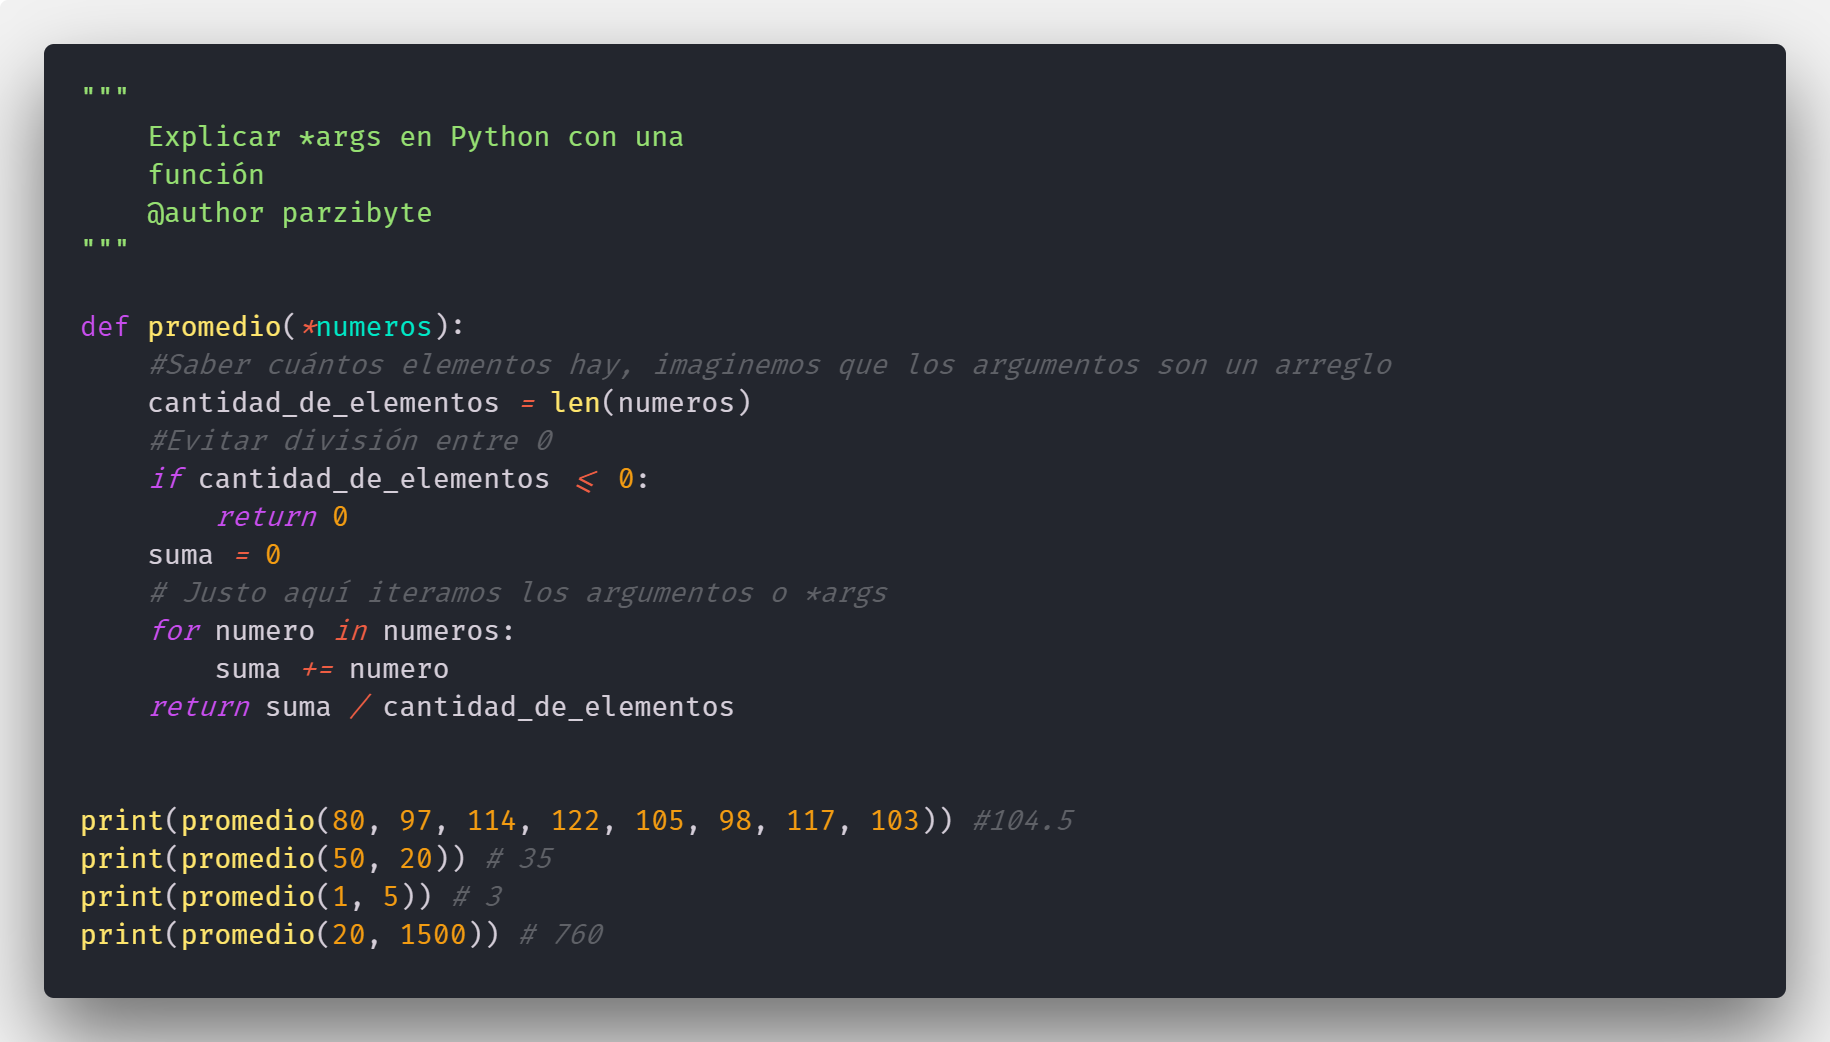 """
    Explicar *args en Python con una
    función
    @author parzibyte
"""
def promedio(*numeros):
    #Saber cuántos elementos hay, imaginemos que los argumentos son un arreglo
    cantidad_de_elementos = len(numeros)
    #Evitar división entre 0
    if cantidad_de_elementos <= 0:
        return 0
    suma = 0
    # Justo aquí iteramos los argumentos o *args
    for numero in numeros:
        suma += numero
    return suma / cantidad_de_elementos
print(promedio(80, 97, 114, 122, 105, 98, 117, 103)) #104.5
print(promedio(50, 20)) # 35
print(promedio(1, 5)) # 3
print(promedio(20, 1500)) # 760